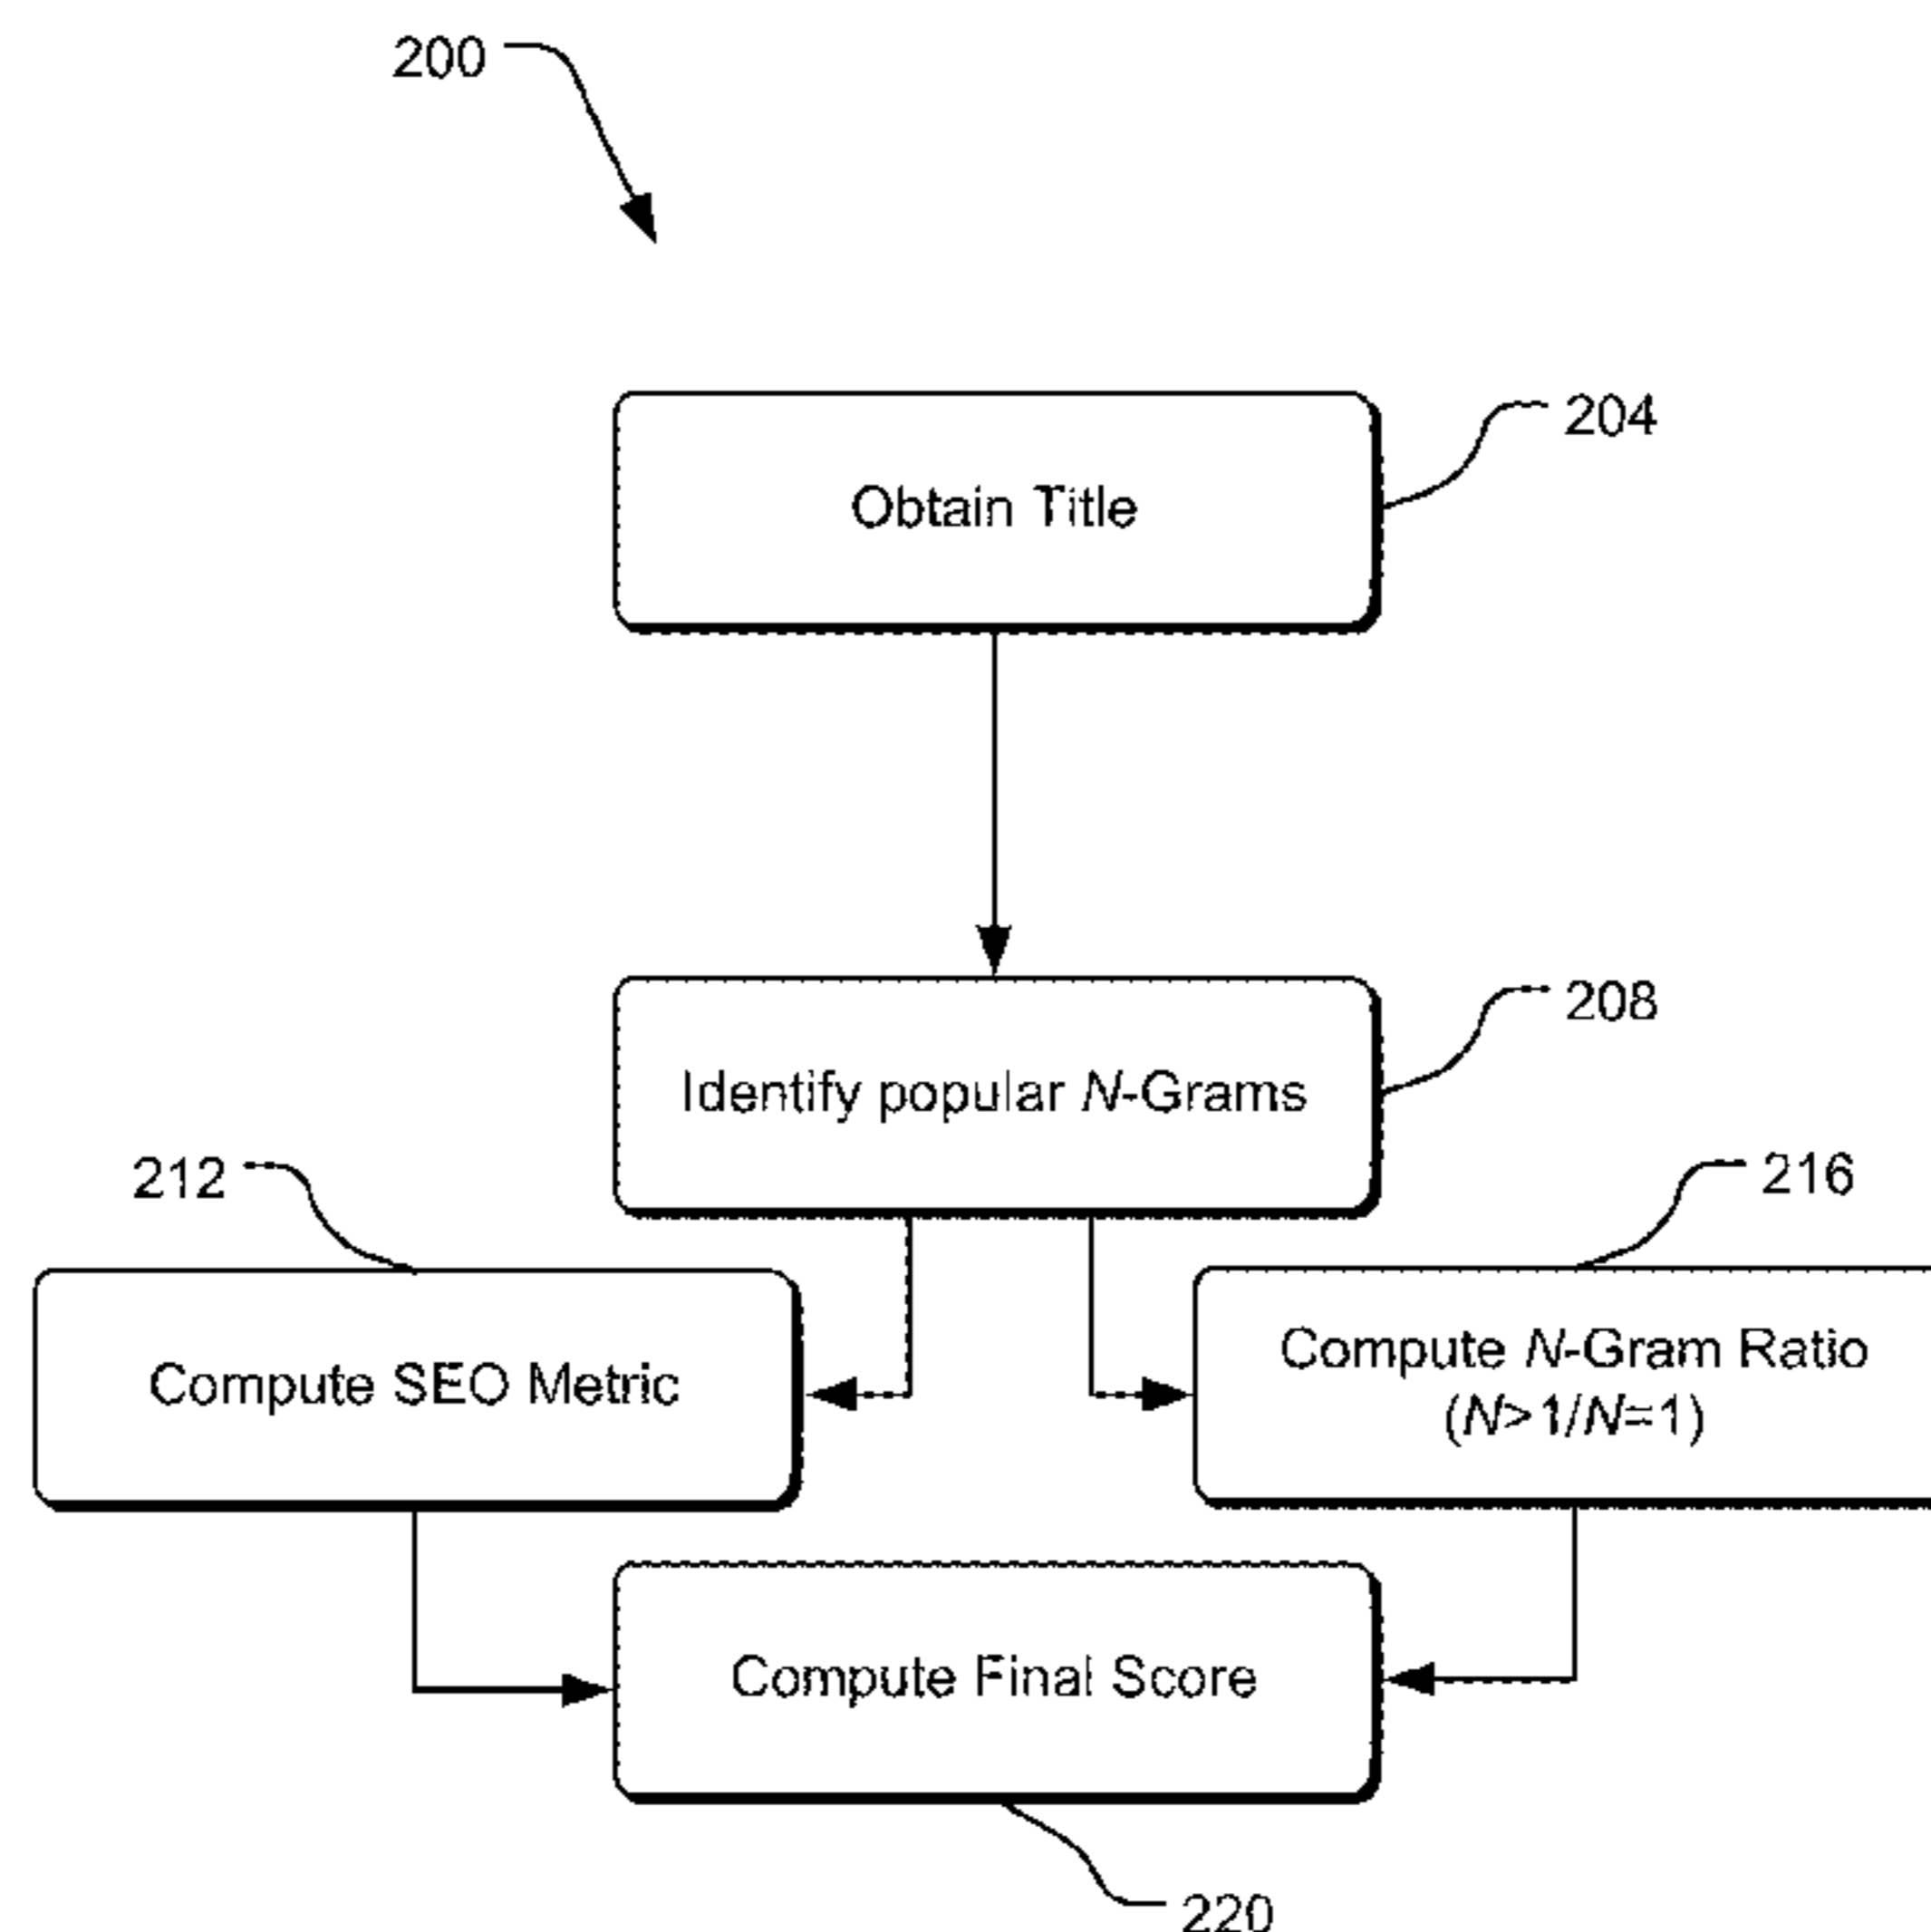 200
Obtain Title
204
Identify popular N-Grams
208
212
216
Compute SEO Metric
Compute N-Gram Ratio
(N>1/N=1)
Compute Final Score
220